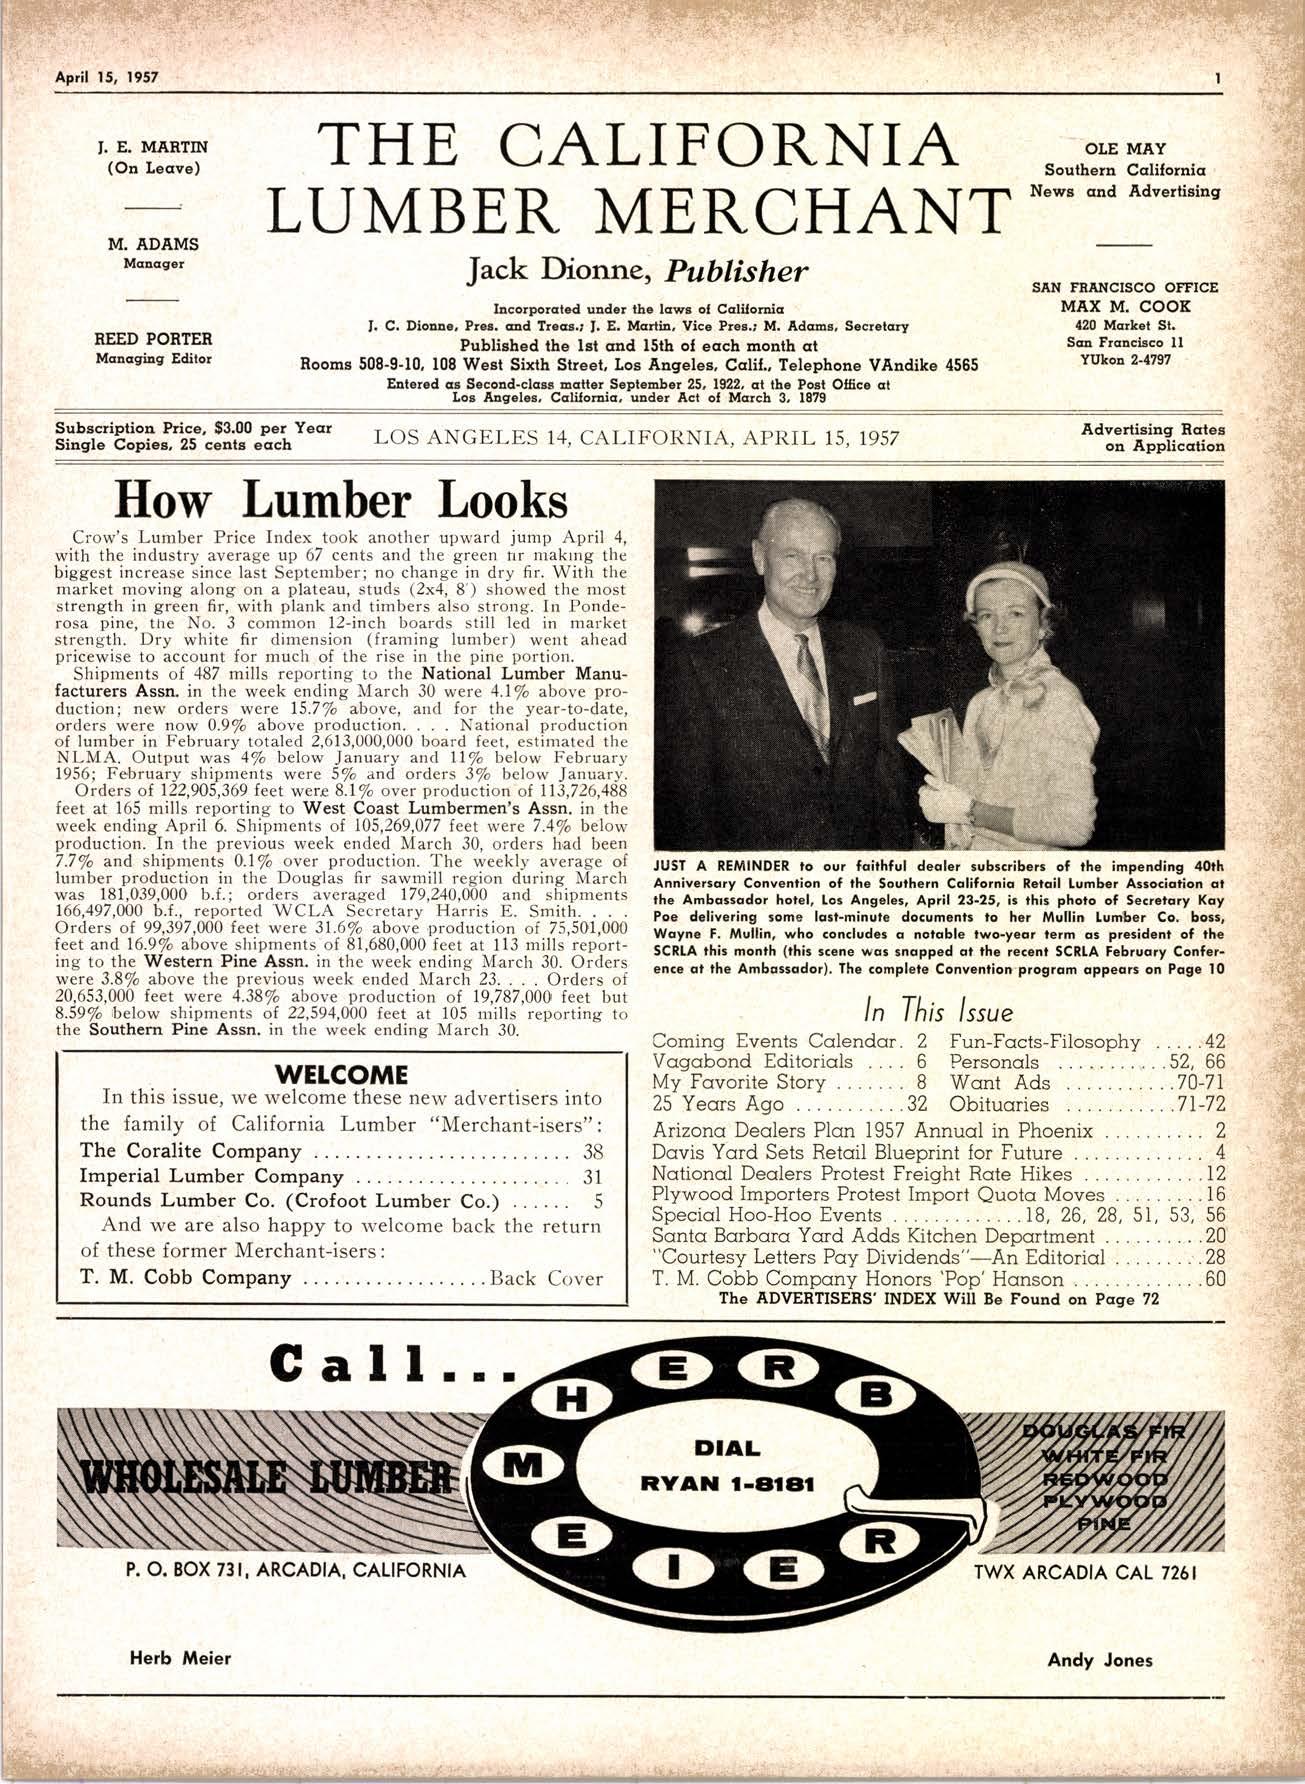 April 15, 1957
1
J. E. MARTIN
(On Leave)
M. ADAMS
Manager
REED PORTER
Managing Editor
THE CALIFORNIA
LUMBER MERCHANT
Jack Dionne, Publisher
Incorporated under the laws of California
J. C. Dionne, Pres. and Treas.; J. E. Martin, Vice Pres.; M. Adams, Secretary
Published the 1st and 15th of each month at
Rooms 508-9-10, 108 West Sixth Street, Los Angeles, Calif., Telephone VAndike 4565
Entered as Second-class matter September 25, 1922, at the Post Office at
Los Angeles, California, under Act of March 3, 1879
OLE MAY
Southern California
News and Advertising
SAN FRANCISCO OFFICE
MAX M. COOK
420 Market St.
San Francisco 11
YUkon 2-4797
Subscription Price, $3.00 per Year
Single Copies, 25 cents each
LOS ANGELES 14, CALIFORNIA, APRIL 15, 1957
Advertising Rates
on Application
How Lumber Looks
Crow's Lumber Price Index took another upward jump April 4,
with the industry average up 67 cents and the green fir making the
biggest increase since last September; no change in dry fir. With the
market moving along on a plateau, studs (2x4, 8') showed the most
strength in green fir, with plank and timbers also strong. In Ponde-
rosa pine, the No. 3 common 12-inch boards still led in market
strength. Dry white fir dimension (framing lumber) went ahead
pricewise to account for much of the rise in the pine portion.
Shipments of 487 mills reporting to the National Lumber Manu-
facturers Assn. in the week ending March 30 were 4.1% above pro-
duction; new orders were 15.7% above, and for the year-to-date,
orders were now 0.9% above production. . . . National production
of lumber in February totaled 2,613,000,000 board feet, estimated the
NLMA. Output was 4% below January and 11% below February
1956; February shipments were 5% and orders 3% below January.
Orders of 122,905,369 feet were 8.1% over production of 113,726,488
feet at 165 mills reporting to West Coast Lumbermen's Assn. in the
week ending April 6. Shipments of 105,269,077 feet were 7.4% below
production. In the previous week ended March 30, orders had been
7.7% and shipments 0.1% over production. The weekly average of
lumber production in the Douglas fir sawmill region during March
was 181,039,000 b.f.; orders averaged 179,240,000 and shipments
166,497,000 b.f., reported WCLA Secretary Harris E. Smith. . . .
Orders of 99,397,000 feet were 31.6% above production of 75,501,000
feet and 16.9% above shipments of 81,680,000 feet at 113 mills report-
ing to the Western Pine Assn. in the week ending March 30. Orders
were 3.8% above the previous week ended March 23. . . . Orders of
20,653,000 feet were 4.38% above production of 19,787,000 feet but
8.59% below shipments of 22,594,000 feet at 105 mills reporting to
the Southern Pine Assn. in the week ending March 30.
WELCOME
In this issue, we welcome these new advertisers into
the family of California Lumber "Merchant-isers":
The Coralite Company ......................... 38
Imperial Lumber Company ..................... 31
Rounds Lumber Co. (Crofoot Lumber Co.) ...... 5
And we are also happy to welcome back the return
of these former Merchant-isers:
T. M. Cobb Company .................. Back Cover
JUST A REMINDER to our faithful dealer subscribers of the impending 40th
Anniversary Convention of the Southern California Retail Lumber Association at
the Ambassador hotel, Los Angeles, April 23-25, is this photo of Secretary Kay
Poe delivering some last-minute documents to her Mullin Lumber Co. boss,
Wayne F. Mullin, who concludes a notable two-year term as president of the
SCRLA this month (this scene was snapped at the recent SCRLA February Confer-
ence at the Ambassador). The complete Convention program appears on Page 10
In This Issue
Coming Events Calendar. 2 Fun-Facts-Filosophy .....42
Vagabond Editorials .... 6 Personals ...........52, 66
My Favorite Story ....... 8 Want Ads ...........70-71
25 Years Ago ...........32 Obituaries ...........71-72
Arizona Dealers Plan 1957 Annual in Phoenix .......... 2
Davis Yard Sets Retail Blueprint for Future ............. 4
National Dealers Protest Freight Rate Hikes ............12
Plywood Importers Protest Import Quota Moves .........16
Special Hoo-Hoo Events .............18, 26, 28, 51, 53, 56
Santa Barbara Yard Adds Kitchen Department ..........20
"Courtesy Letters Pay Dividends"—An Editorial .........28
T. M. Cobb Company Honors 'Pop' Hanson .............60
The ADVERTISERS' INDEX Will Be Found on Page 72
Call...
HERB
MEIER
DIAL
RYAN 1-8181
WHOLESALE LUMBER
DOUGLAS FIR
WHITE FIR
REDWOOD
PLYWOOD
PINE
P. O. BOX 731, ARCADIA, CALIFORNIA
TWX ARCADIA CAL 7261
Herb Meier
Andy Jones